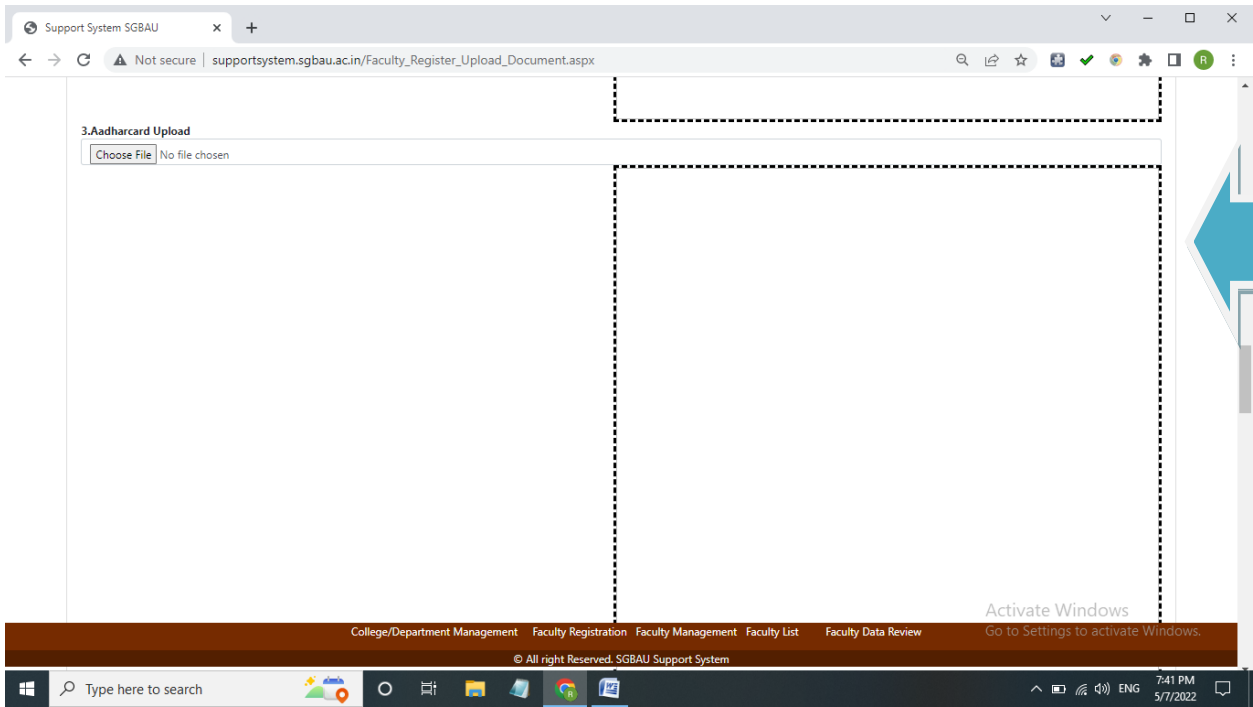 Support System SGBAU
Not secure | supportsystem.sgbau.ac.in/Faculty_Register_Upload_Document.aspx
R
3.Aadharcard Upload
Choose File No file chosen
Activate Windows
Go to Settings to activate Windows.
College/Department Management Faculty Registration Faculty Management Faculty List Faculty Data Review
© All right Reserved. SGBAU Support System
Type here to search
ENG
7:41 PM
5/7/2022